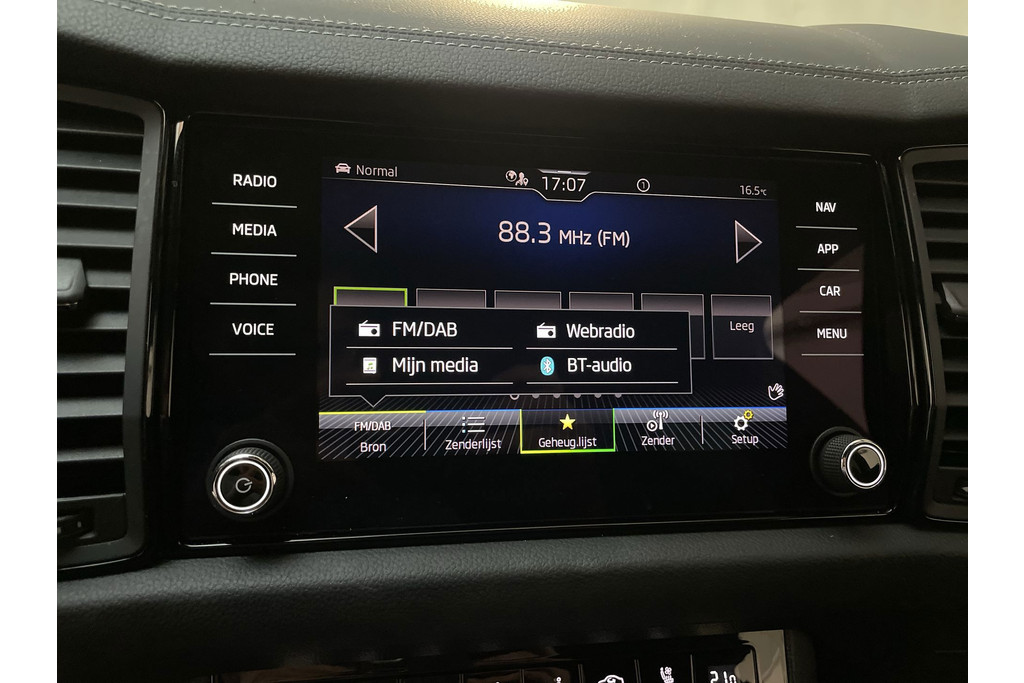 RADIO
MEDIA
PHONE
VOICE
Normal
17:07
1
16.5°C
88.3 MHz (FM)
Leeg
FM/DAB
Webradio
Mijn media
BT-audio
FM/DAB
Bron
Zenderlijst
Geheug.lijst
Zender
Setup
NAV
APP
CAR
MENU